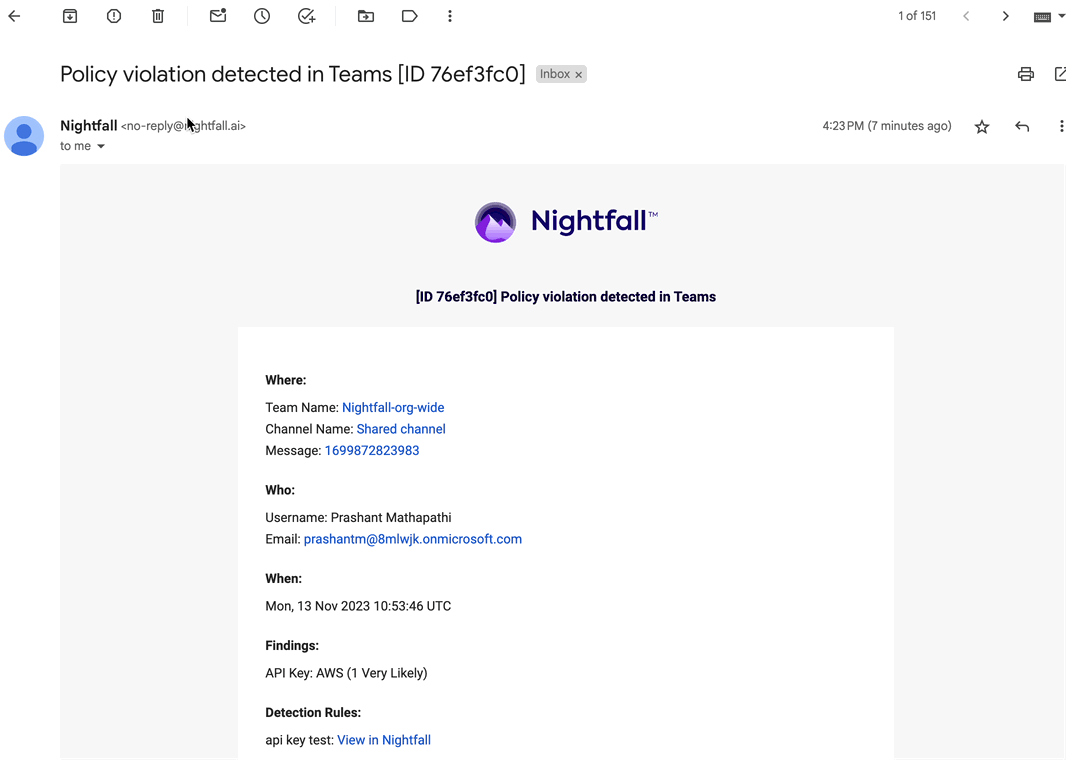 1 of 151
Policy violation detected in Teams [ID 76ef3fc0] Inbox ×
Nightfall <no-reply@nightfall.ai> 4:23 PM (7 minutes ago)
to me
Nightfall™
[ID 76ef3fc0] Policy violation detected in Teams
Where:
Team Name: Nightfall-org-wide
Channel Name: Shared channel
Message: 1699872823983
Who:
Username: Prashant Mathapathi
Email: prashantm@8mlwjk.onmicrosoft.com
When:
Mon, 13 Nov 2023 10:53:46 UTC
Findings:
API Key: AWS (1 Very Likely)
Detection Rules:
api key test: View in Nightfall